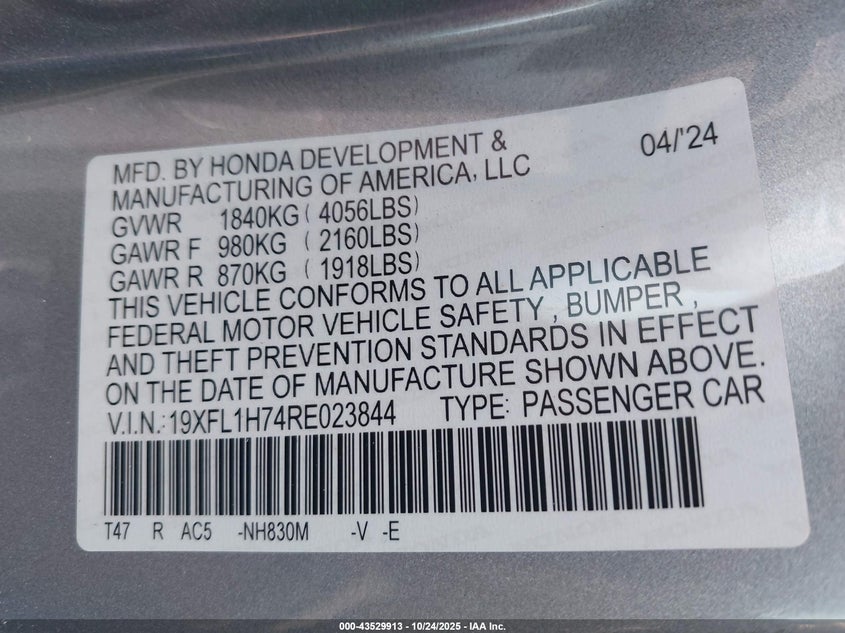 MFD. BY HONDA DEVELOPMENT & 04/'24
MANUFACTURING OF AMERICA, LLC
GVWR 1840KG ( 4056LBS)
GAWR F 980KG ( 2160LBS)
GAWR R 870KG ( 1918LBS)
THIS VEHICLE CONFORMS TO ALL APPLICABLE
FEDERAL MOTOR VEHICLE SAFETY , BUMPER ,
AND THEFT PREVENTION STANDARDS IN EFFECT
ON THE DATE OF MANUFACTURE SHOWN ABOVE.
V.I.N.:19XFL1H74RE023844 TYPE: PASSENGER CAR
T47 R AC5 -NH830M -V -E
000-43529913 - 10/24/2025 - IAA Inc.